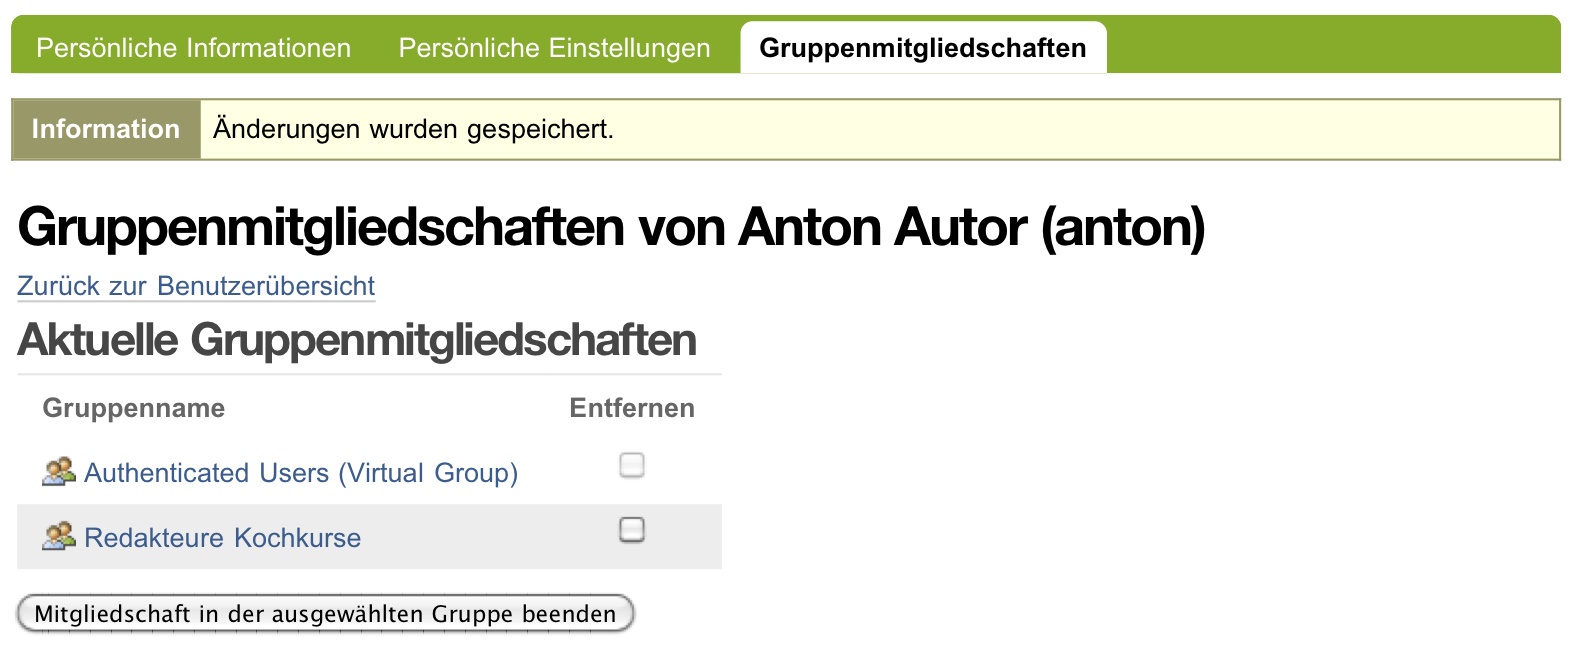 Persönliche Informationen Persönliche Einstellungen Gruppenmitgliedschaften
Information Änderungen wurden gespeichert.
Gruppenmitgliedschaften von Anton Autor (anton)
Zurück zur Benutzerübersicht
Aktuelle Gruppenmitgliedschaften
Gruppenname Entfernen
Authenticated Users (Virtual Group)
Redakteure Kochkurse
Mitgliedschaft in der ausgewählten Gruppe beenden